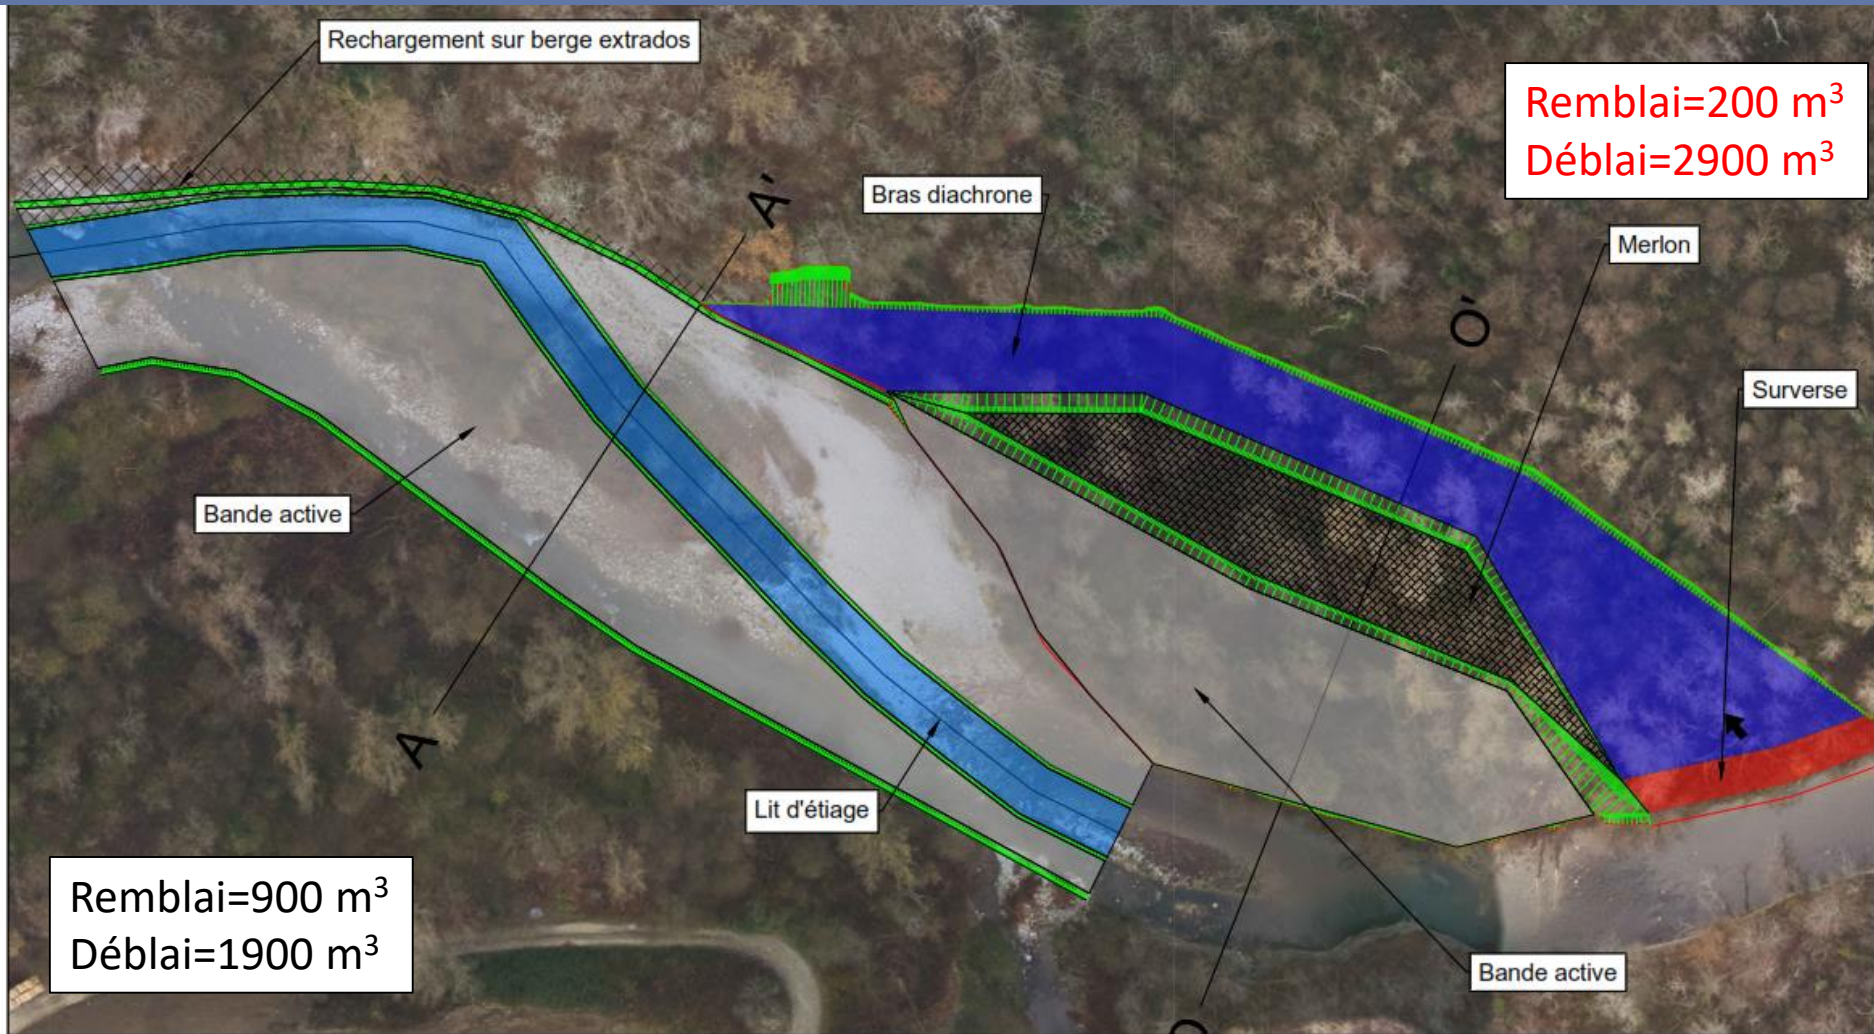 Rechargement sur berge extrados
Remblai=200 m³
Déblai=2900 m³
A'
Bras diachrone
Merlon
O'
Surverse
Bande active
A
Lit d'étiage
Remblai=900 m³
Déblai=1900 m³
Bande active